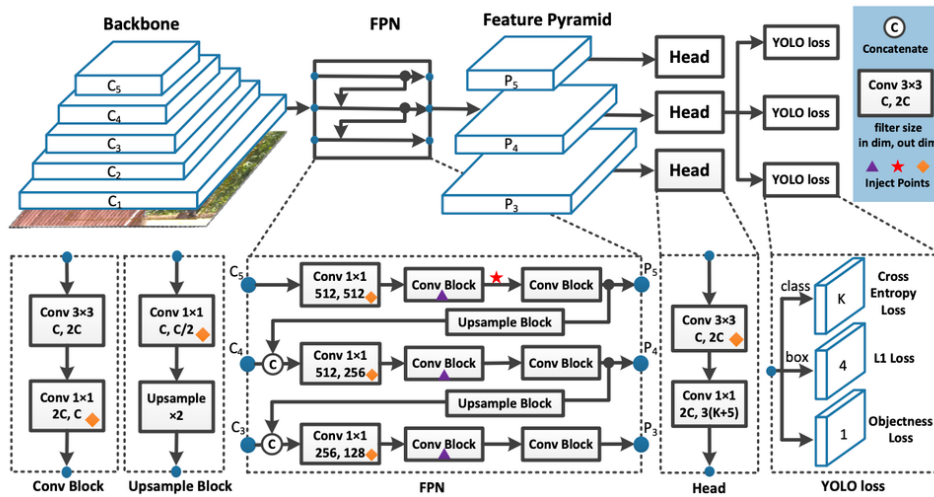 Backbone
FPN
Feature Pyramid
C5
C4
C3
C2
C1
P5
P4
P3
Head
Head
Head
YOLO loss
YOLO loss
YOLO loss
C
Concatenate
Conv 3×3
C, 2C
filter size
in dim, out dim
Inject Points
Conv 3×3
C, 2C
Conv 1×1
2C, C
Conv Block
Conv 1×1
C, C/2
Upsample
×2
Upsample Block
C5
Conv 1×1
512, 512
Conv Block
Conv Block
P5
Upsample Block
C4
C
Conv 1×1
512, 256
Conv Block
Conv Block
P4
Upsample Block
C3
C
Conv 1×1
256, 128
Conv Block
Conv Block
P3
FPN
Conv 3×3
C, 2C
Conv 1×1
2C, 3(K+5)
Head
class
K
Cross
Entropy
Loss
box
4
L1 Loss
1
Objectness
Loss
YOLO loss